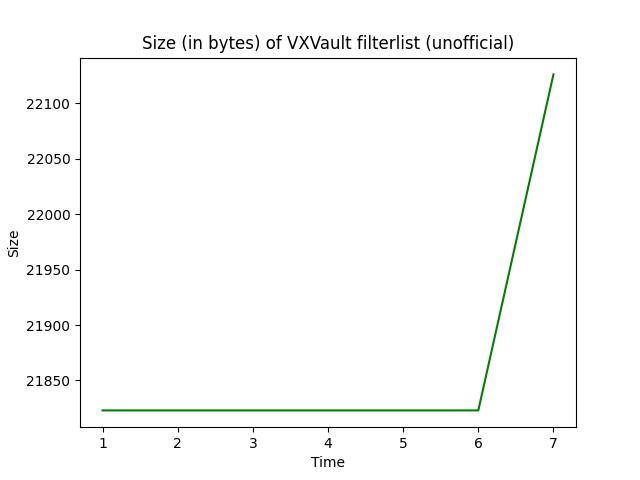 Size (in bytes) of VXVault filterlist (unofficial)
22100
22050
22000
21950
21900
21850
Size
1 2 3 4 5 6 7
Time